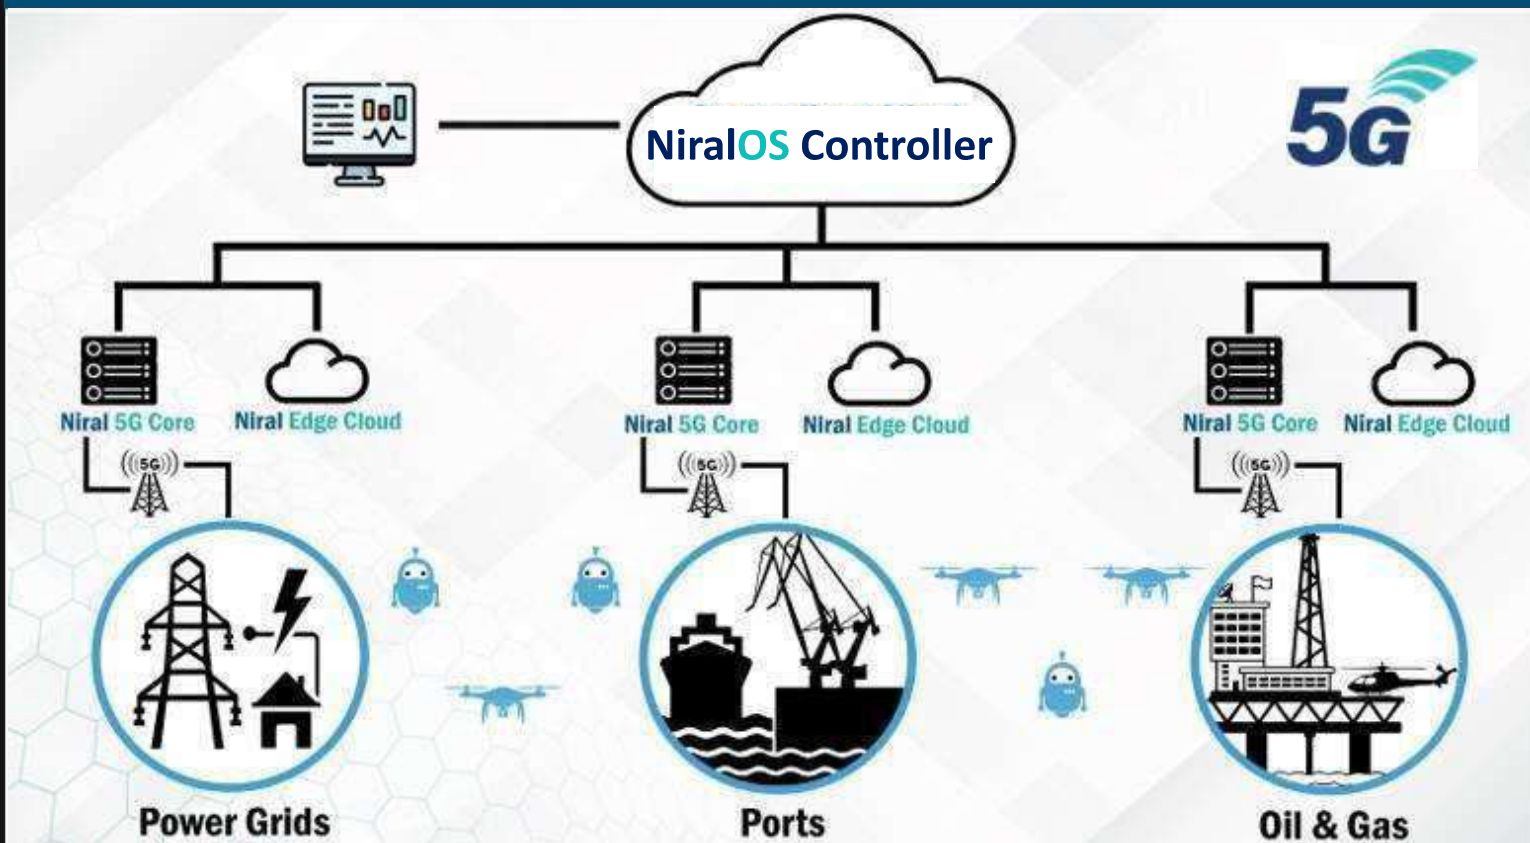 NiralOS Controller
5G
Niral 5G Core
Niral Edge Cloud
Niral 5G Core
Niral Edge Cloud
Niral 5G Core
Niral Edge Cloud
((5G))
((5G))
((5G))
Power Grids
Ports
Oil & Gas